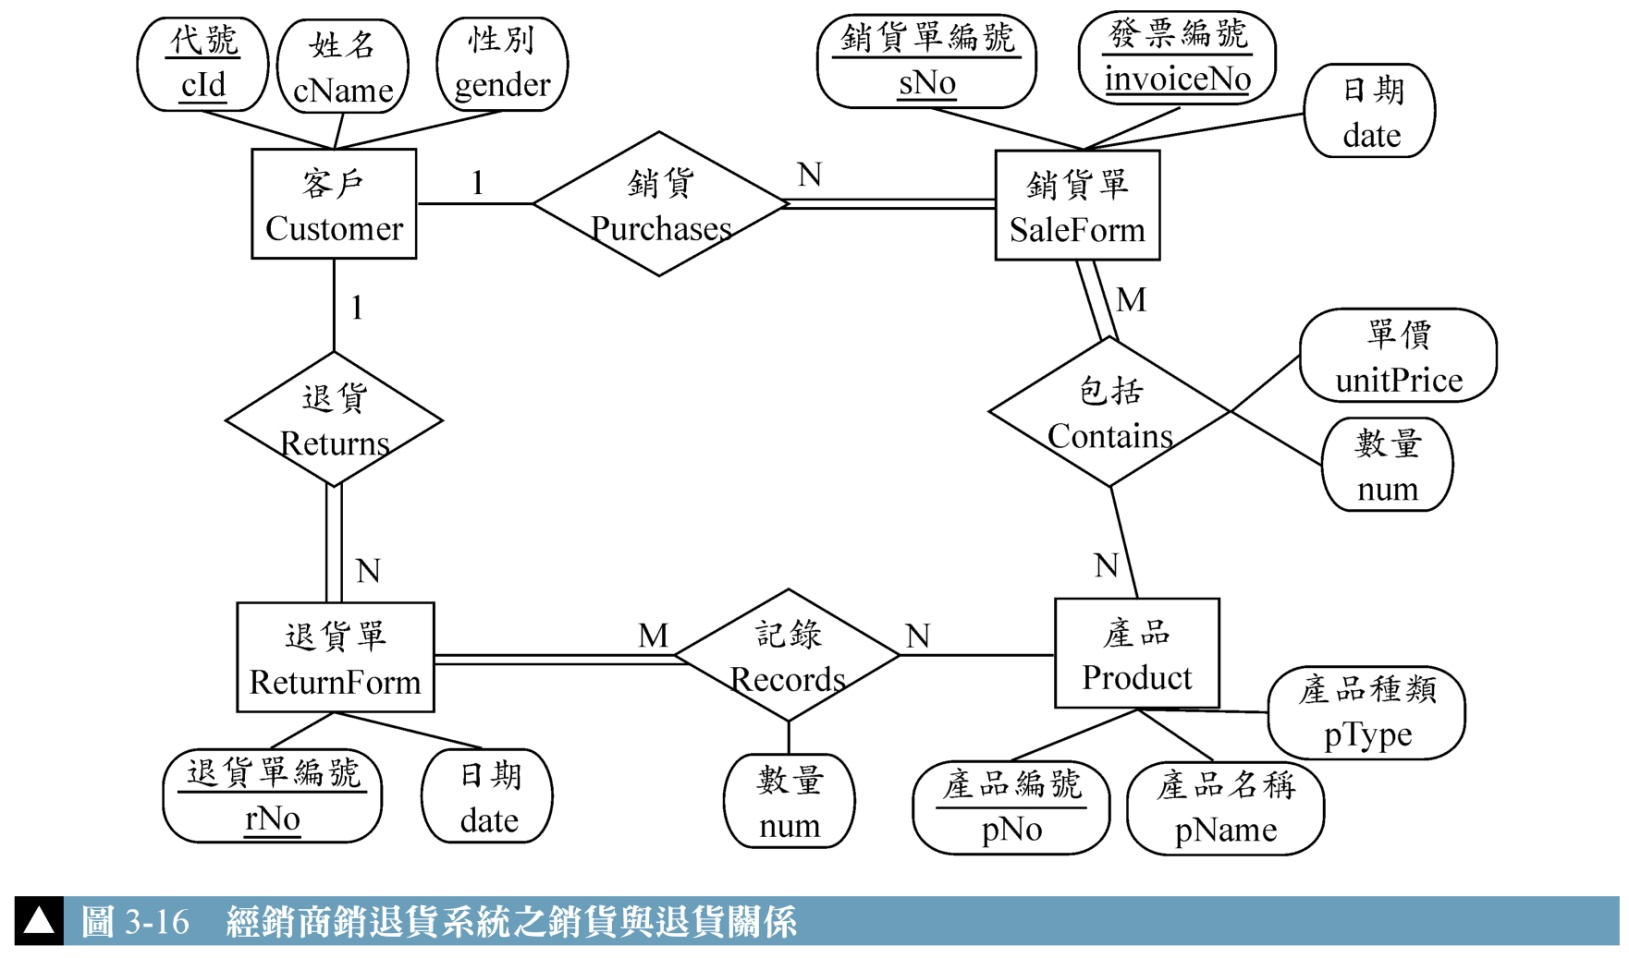 代號
cId
姓名
cName
性別
gender
銷貨單編號
sNo
發票編號
invoiceNo
日期
date
客戶
Customer
1
銷貨
Purchases
N
銷貨單
SaleForm
1
M
退貨
Returns
包括
Contains
單價
unitPrice
數量
num
N
N
退貨單
ReturnForm
M
記錄
Records
N
產品
Product
產品種類
pType
退貨單編號
rNo
日期
date
數量
num
產品編號
pNo
產品名稱
pName
▲ 圖 3-16 經銷商銷退貨系統之銷貨與退貨關係